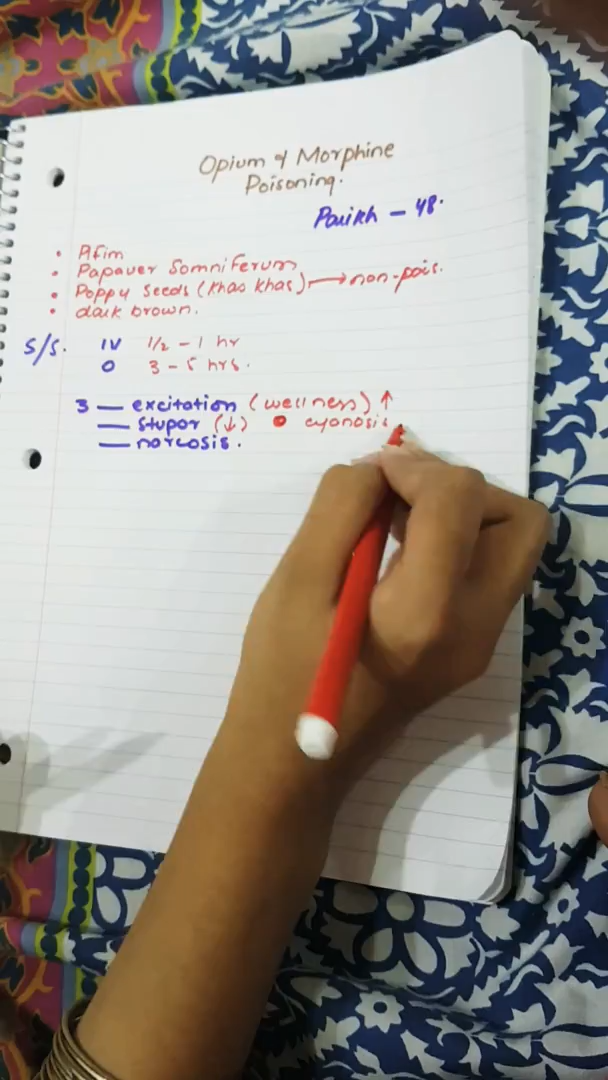 Opium & Morphine
Poisoning.
Parikh - 48.
• Afim
• Papaver Somniferum
• Poppy Seeds (khas khas) → non-pois.
• dark brown.
S/S. IV 1/2 - 1 hr
O 3 - 5 hrs.
3 — excitation (wellness) ↑
— Stupor (↓) • cyanosis
— narcosis.